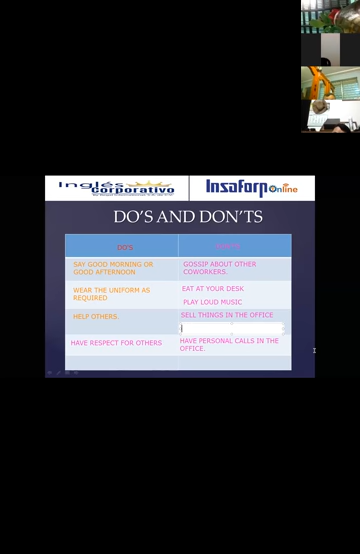 Inglés
corporativo
Insaforp
Online
DO'S AND DON'TS
DO'S
SAY GOOD MORNING OR
GOOD AFTERNOON
GOSSIP ABOUT OTHER
COWORKERS.
WEAR THE UNIFORM AS
REQUIRED
EAT AT YOUR DESK
PLAY LOUD MUSIC
HELP OTHERS.
SELL THINGS IN THE OFFICE
HAVE RESPECT FOR OTHERS
HAVE PERSONAL CALLS IN THE
OFFICE.